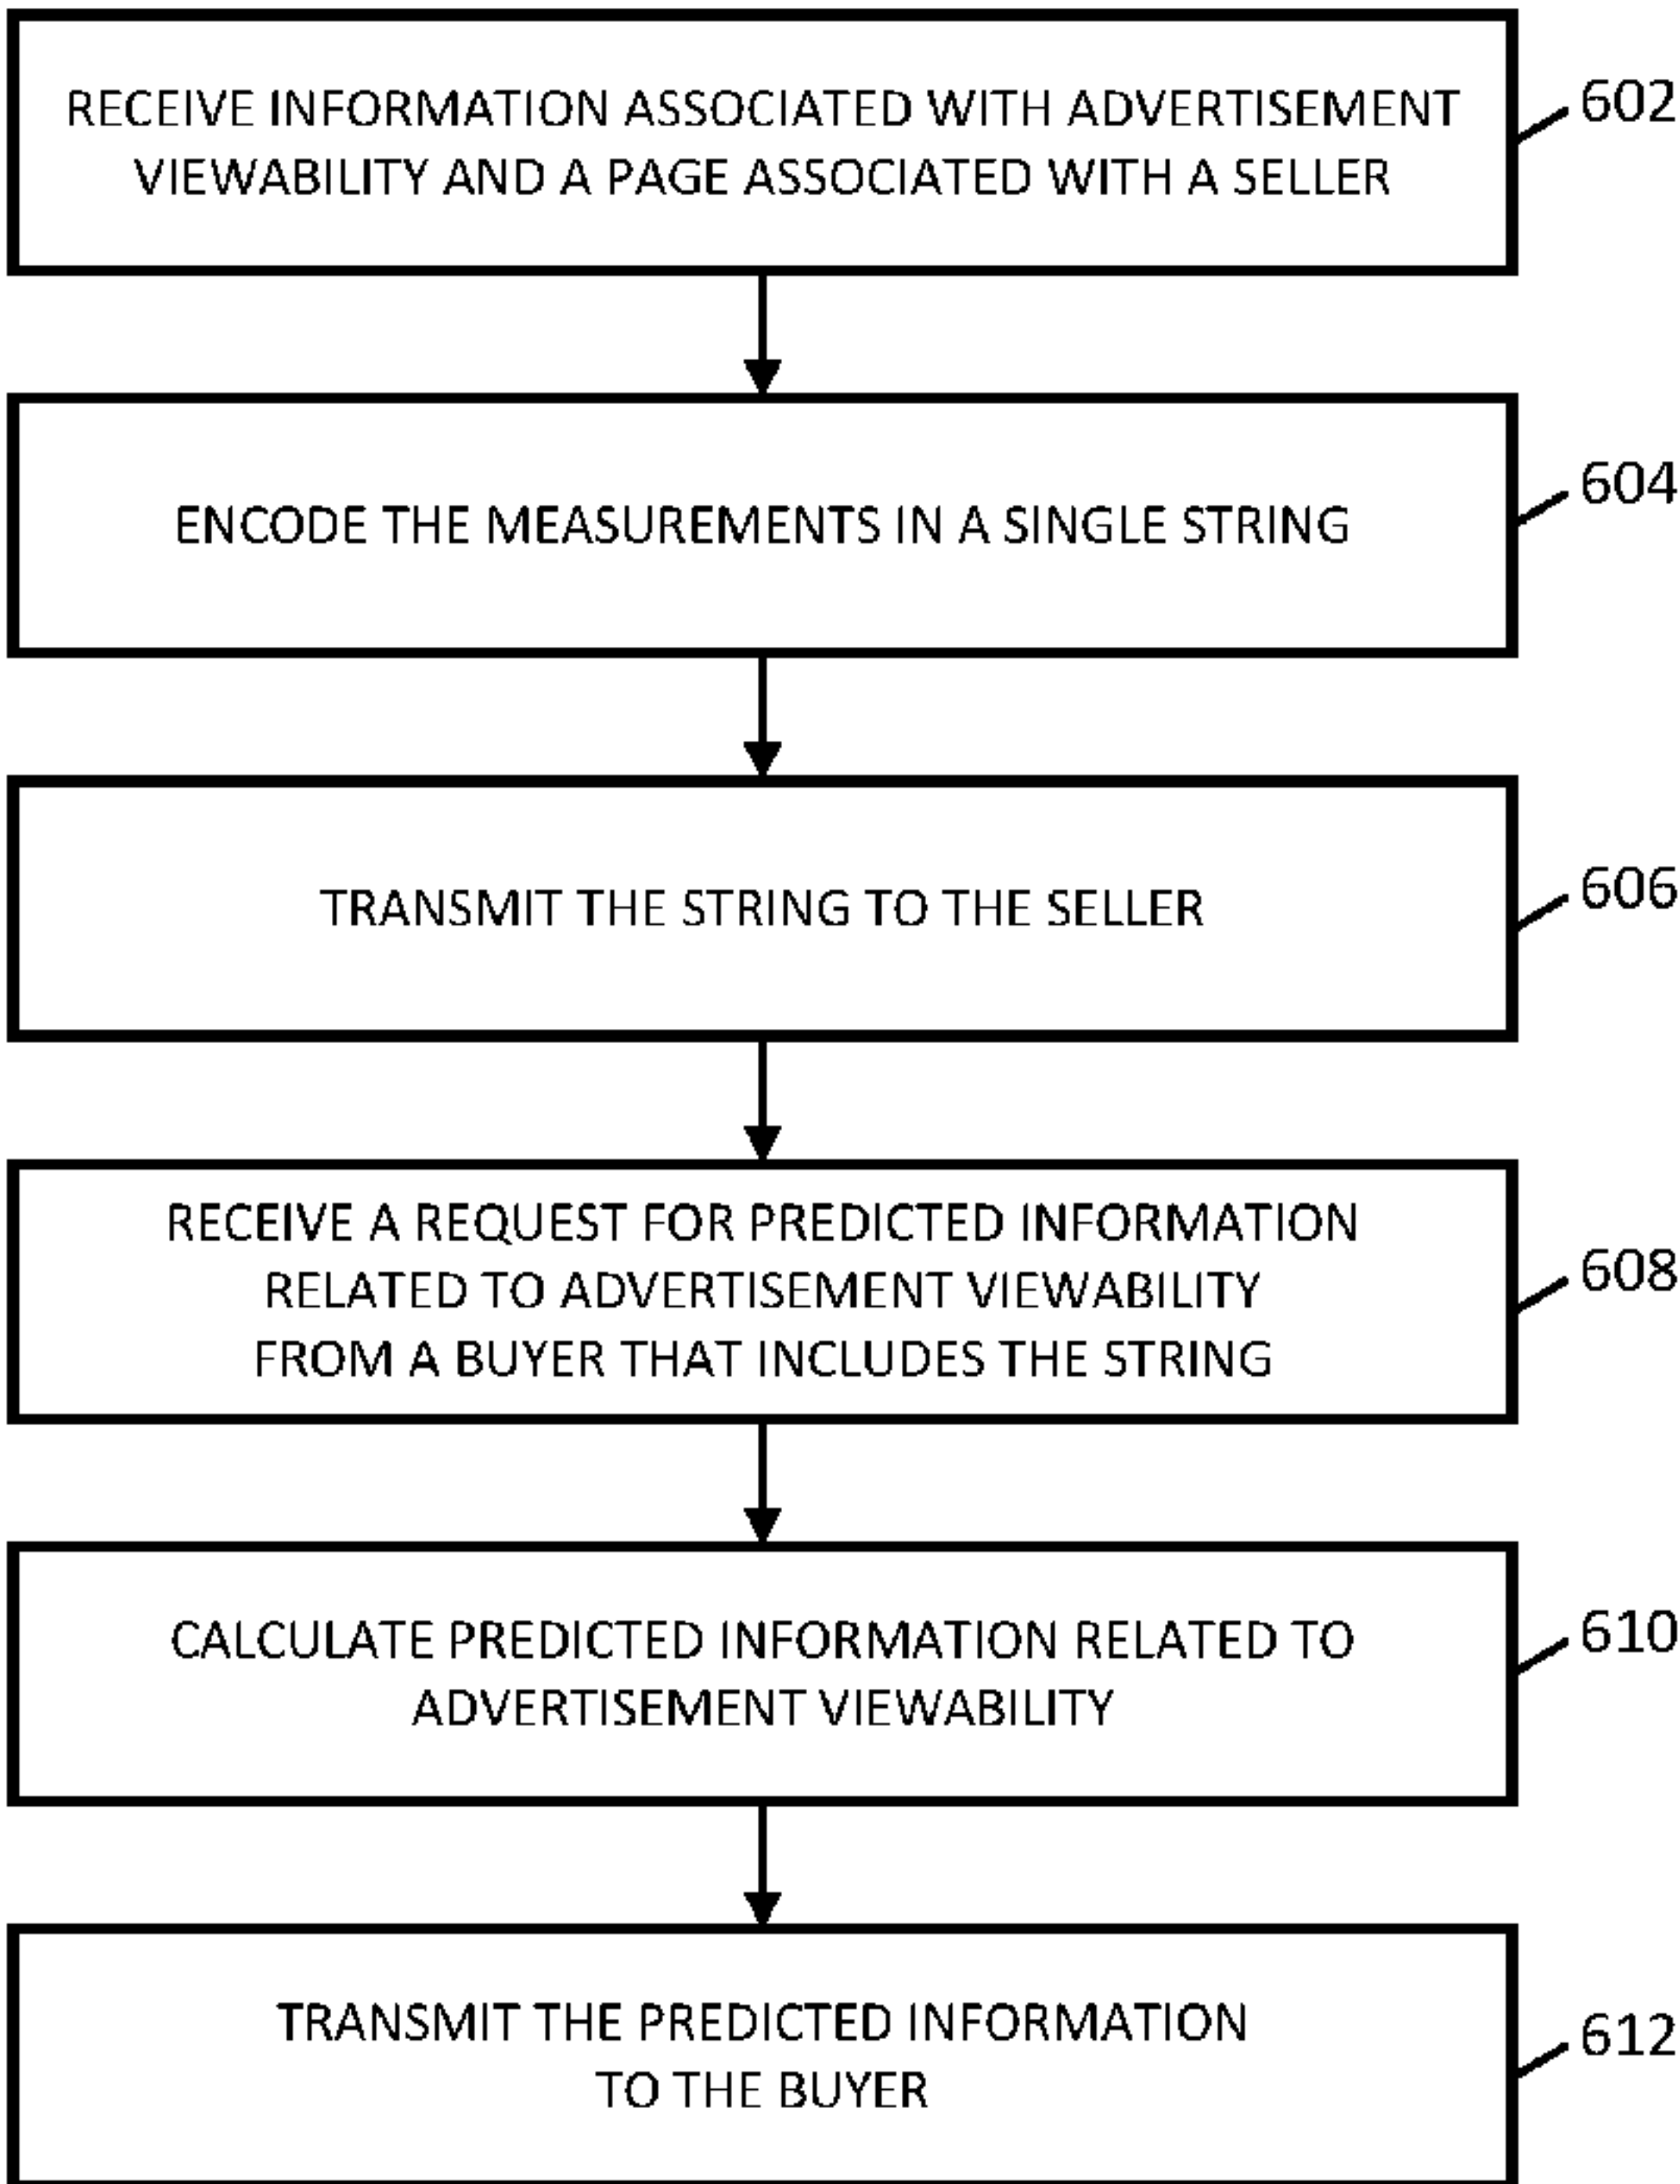 RECEIVE INFORMATION ASSOCIATED WITH ADVERTISEMENT
VIEWABILITY AND A PAGE ASSOCIATED WITH A SELLER
602
ENCODE THE MEASUREMENTS IN A SINGLE STRING
604
TRANSMIT THE STRING TO THE SELLER
606
RECEIVE A REQUEST FOR PREDICTED INFORMATION
RELATED TO ADVERTISEMENT VIEWABILITY
FROM A BUYER THAT INCLUDES THE STRING
608
CALCULATE PREDICTED INFORMATION RELATED TO
ADVERTISEMENT VIEWABILITY
610
TRANSMIT THE PREDICTED INFORMATION
TO THE BUYER
612